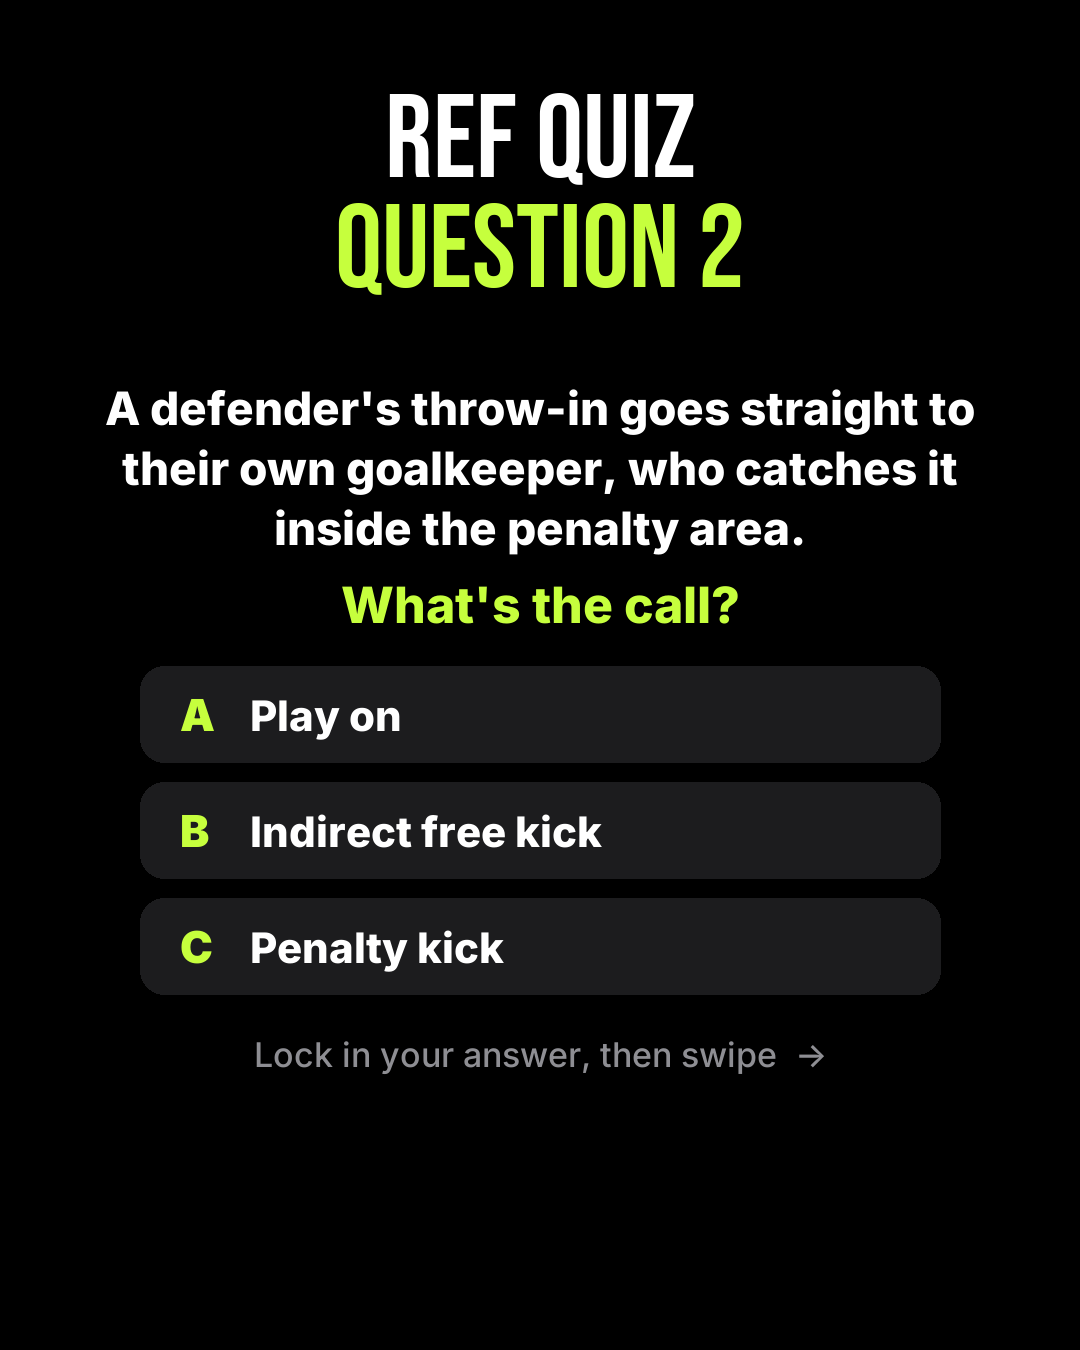 REF QUIZ
QUESTION 2
A defender's throw-in goes straight to
their own goalkeeper, who catches it
inside the penalty area.
What's the call?
A Play on
B Indirect free kick
C Penalty kick
Lock in your answer, then swipe →